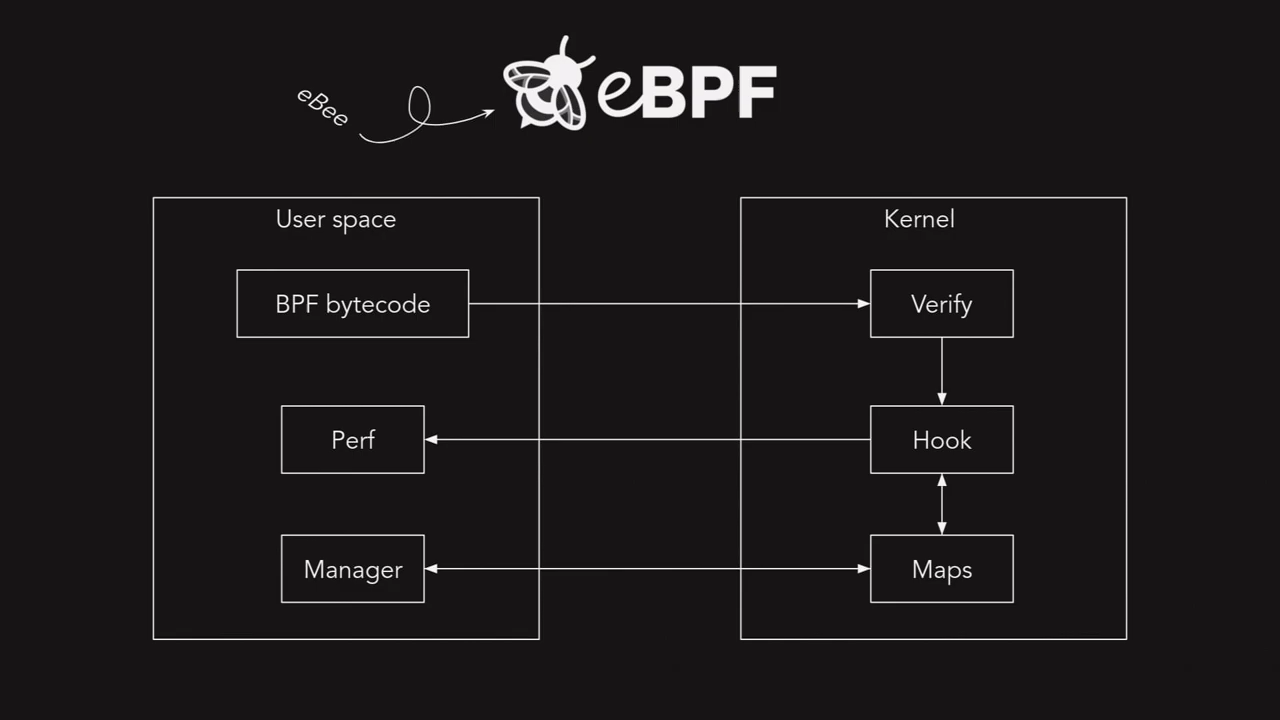 eBee
eBPF
User space
Kernel
BPF bytecode
Verify
Perf
Hook
Manager
Maps